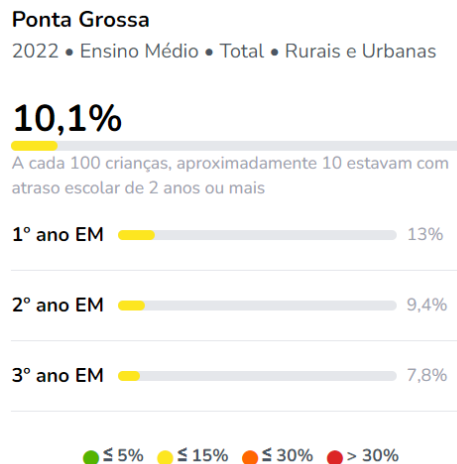 Ponta Grossa
2022 • Ensino Médio • Total • Rurais e Urbanas
10,1%
A cada 100 crianças, aproximadamente 10 estavam com
atraso escolar de 2 anos ou mais
1º ano EM 13%
2º ano EM 9,4%
3º ano EM 7,8%
≤ 5% ≤ 15% ≤ 30% > 30%